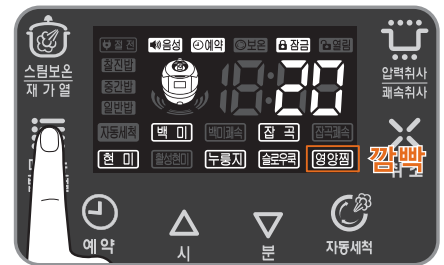 스팀보온
재 가 열
절 전
음성
예약
보온
잠금
열림
찰진밥
중간밥
일반밥
20
자동세척
백 미
백미쾌속
잡 곡
잡곡쾌속
현 미
활성현미
누룽지
슬로우쿡
영양찜
깜빡
압력취사
쾌속취사
예 약
시
분
자동세척